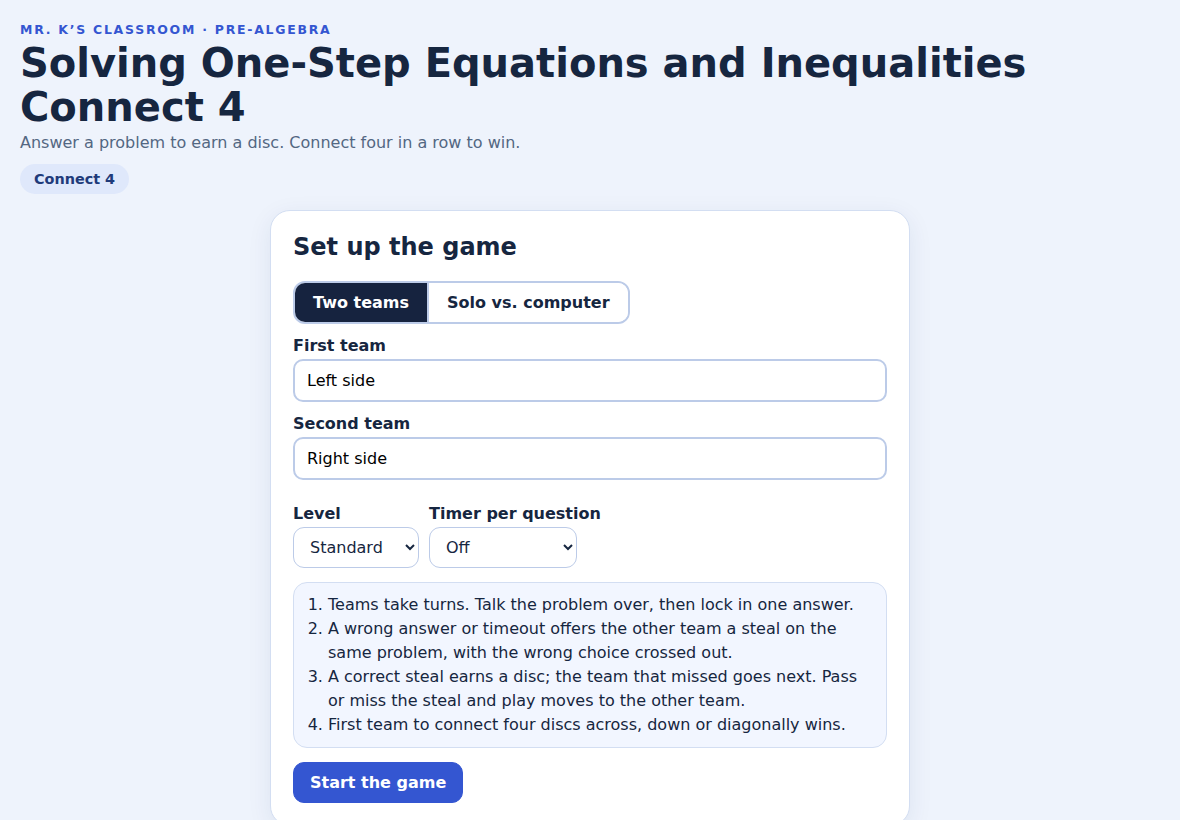 MR. K’S CLASSROOM · PRE-ALGEBRA
Solving One-Step Equations and Inequalities
Connect 4
Answer a problem to earn a disc. Connect four in a row to win.
Connect 4
Set up the game
Two teams
Solo vs. computer
First team
Left side
Second team
Right side
Level
Timer per question
Standard
Off
1. Teams take turns. Talk the problem over, then lock in one answer.
2. A wrong answer or timeout offers the other team a steal on the
same problem, with the wrong choice crossed out.
3. A correct steal earns a disc; the team that missed goes next. Pass
or miss the steal and play moves to the other team.
4. First team to connect four discs across, down or diagonally wins.
Start the game